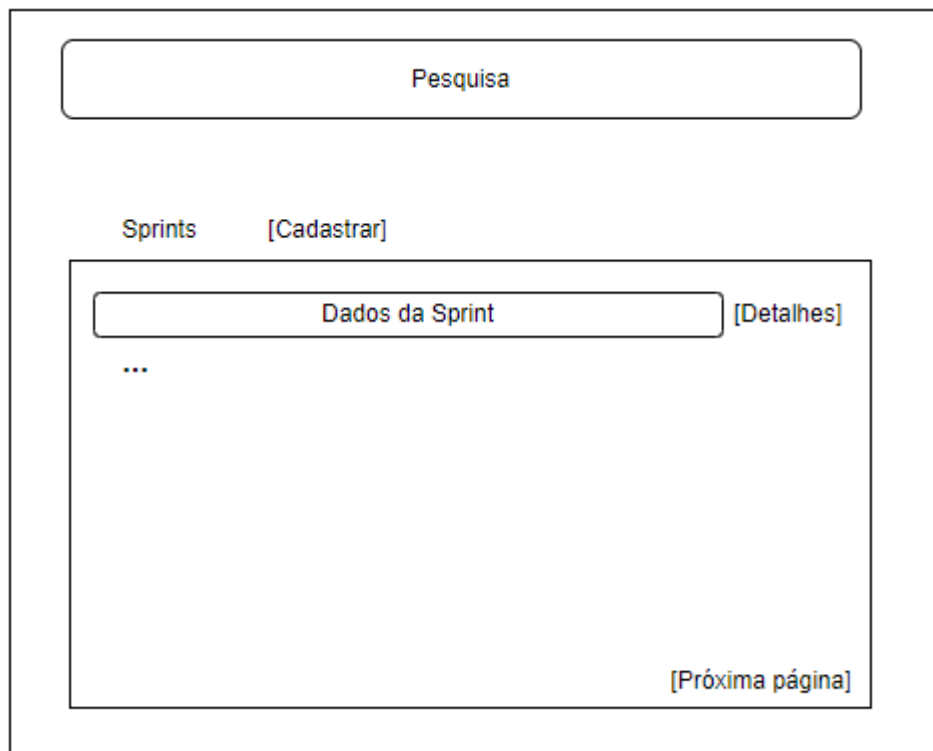 Pesquisa
Sprints [Cadastrar]
Dados da Sprint [Detalhes]
...
[Próxima página]